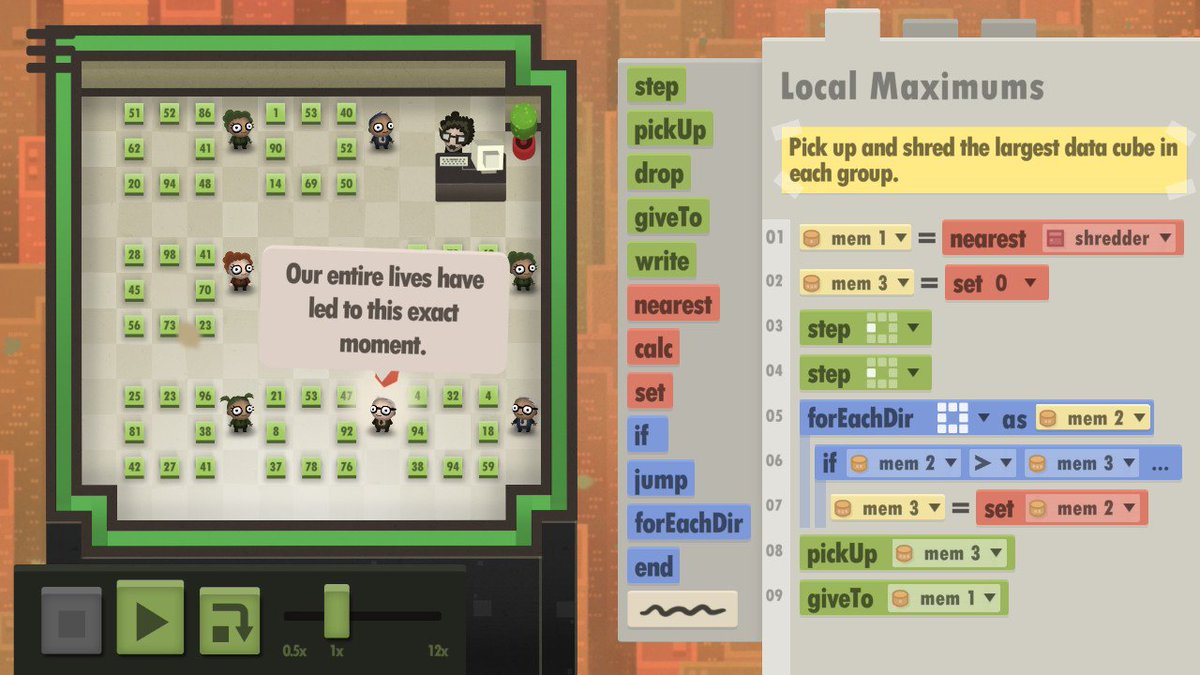 51 52 86 1 53 40
62 41 90 52
20 94 48 14 69 50
28 98 41
45 70
56 73 23
Our entire lives have
led to this exact
moment.
25 23 96 21 53 47 4 32 4
81 38 8 92 94 18
42 27 41 37 78 76 38 94 59
0.5x 1x 12x
step
pickUp
drop
giveTo
write
nearest
calc
set
if
jump
forEachDir
end
Local Maximums
Pick up and shred the largest data cube in
each group.
01 mem 1 = nearest shredder
02 mem 3 = set 0
03 step
04 step
05 forEachDir as mem 2
06 if mem 2 > mem 3 ...
07 mem 3 = set mem 2
08 pickUp mem 3
09 giveTo mem 1